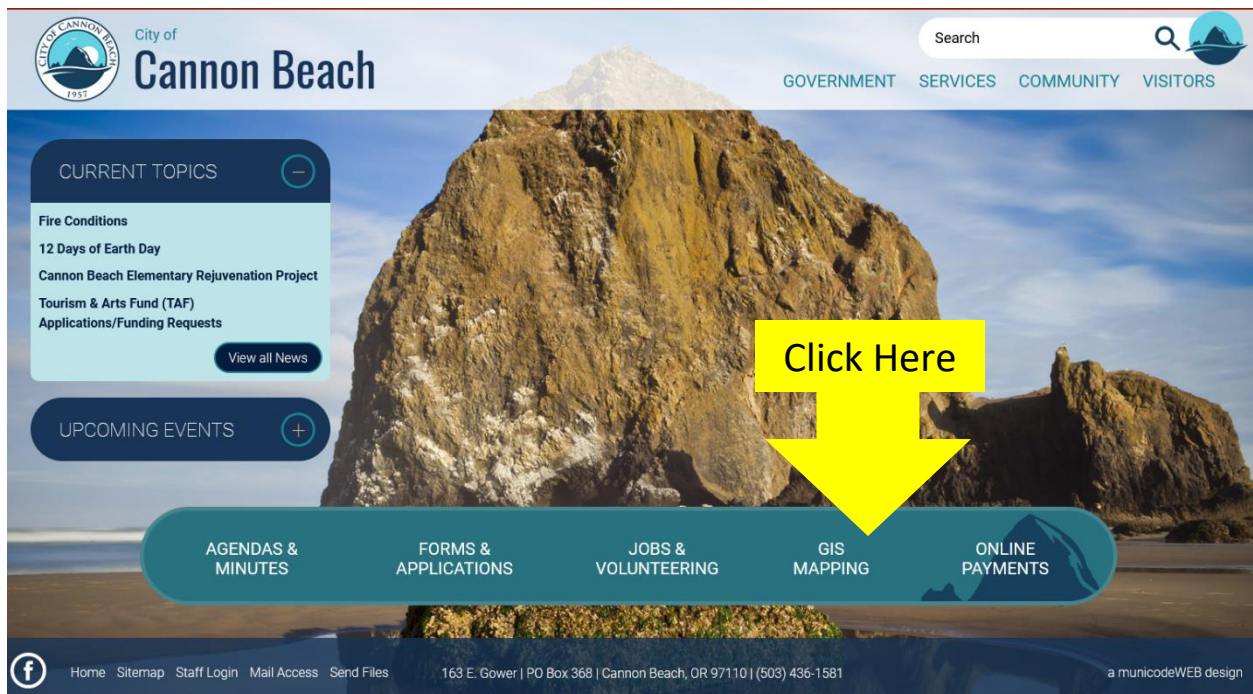 CITY OF CANNON BEACH
1957
City of
Cannon Beach
Search
GOVERNMENT SERVICES COMMUNITY VISITORS
CURRENT TOPICS
Fire Conditions
12 Days of Earth Day
Cannon Beach Elementary Rejuvenation Project
Tourism & Arts Fund (TAF)
Applications/Funding Requests
View all News
UPCOMING EVENTS
Click Here
AGENDAS &
MINUTES
FORMS &
APPLICATIONS
JOBS &
VOLUNTEERING
GIS
MAPPING
ONLINE
PAYMENTS
f Home Sitemap Staff Login Mail Access Send Files 163 E. Gower | PO Box 368 | Cannon Beach, OR 97110 | (503) 436-1581 a municodeWEB design